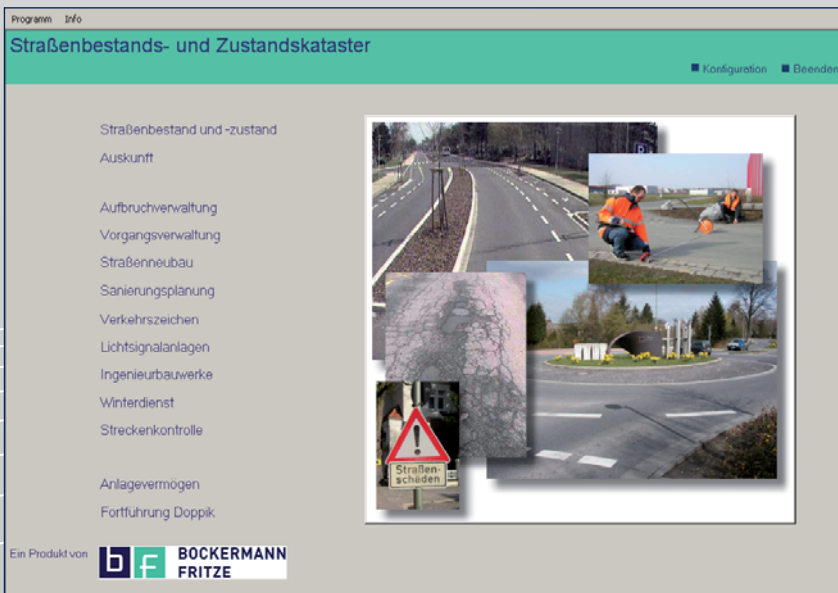 Programm Info
Straßenbestands- und Zustandskataster
Konfiguration Beenden
Straßenbestand und -zustand
Auskunft
Aufbruchverwaltung
Vorgangsverwaltung
Straßenneubau
Sanierungsplanung
Verkehrszeichen
Lichtsignalanlagen
Ingenieurbauwerke
Winterdienst
Streckenkontrolle
Anlagevermögen
Fortführung Doppik
Straßen-
schäden
Ein Produkt von
bf BOCKERMANN
FRITZE